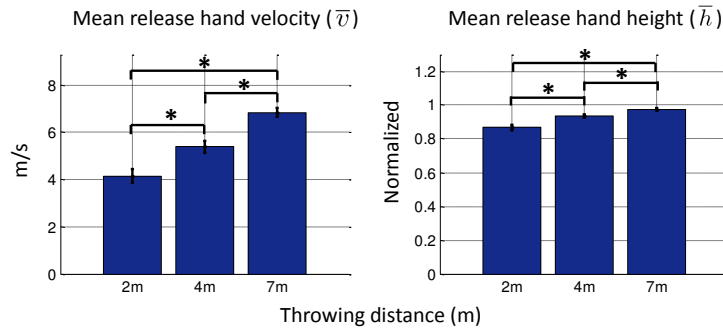 Mean release hand velocity (v̅)
m/s
8
6
4
2
0
*
*
*
2m 4m 7m
Mean release hand height (h̅)
Normalized
1.2
1
0.8
0.6
0.4
0.2
0
*
*
*
2m 4m 7m
Throwing distance (m)